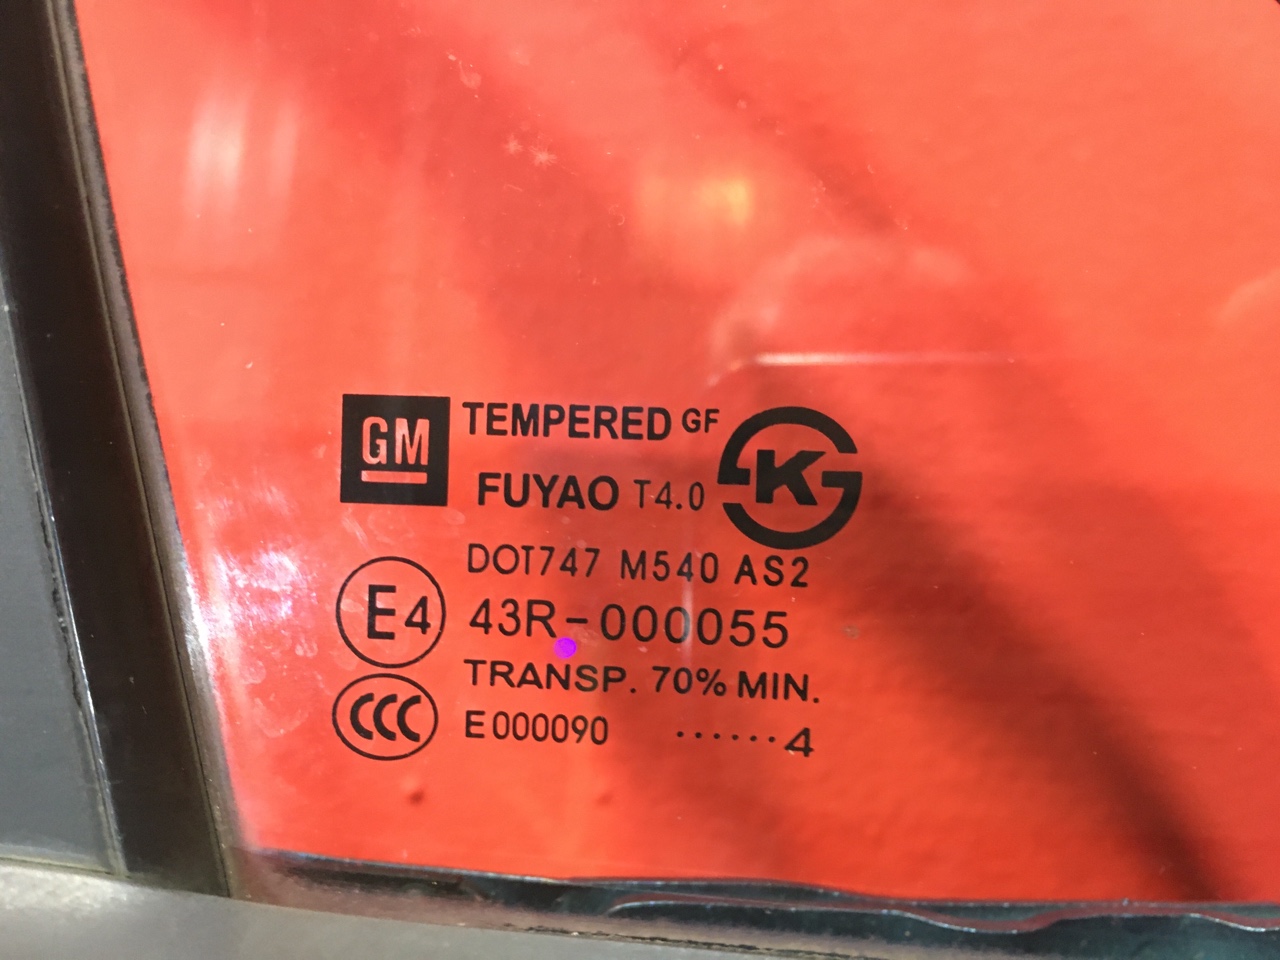 GM TEMPERED GF
FUYAO T4.0
K
DOT747 M540 AS2
E4 43R-000055
TRANSP. 70% MIN.
CCC E000090 ......4